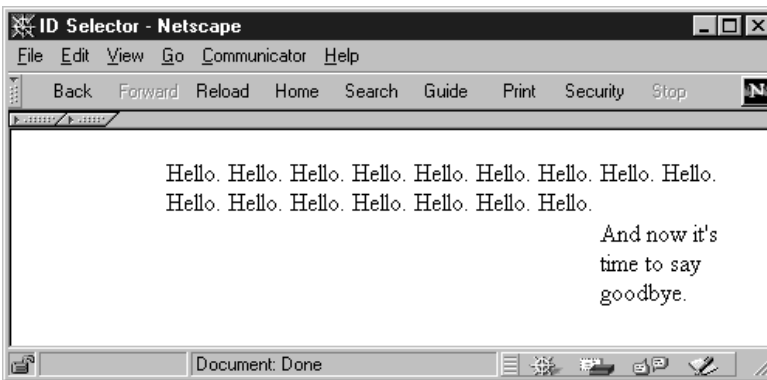 ID Selector - Netscape
File Edit View Go Communicator Help
Back Forward Reload Home Search Guide Print Security Stop N
Hello. Hello. Hello. Hello. Hello. Hello. Hello. Hello. Hello.
Hello. Hello. Hello. Hello. Hello. Hello. Hello.
And now it's
time to say
goodbye.
Document: Done